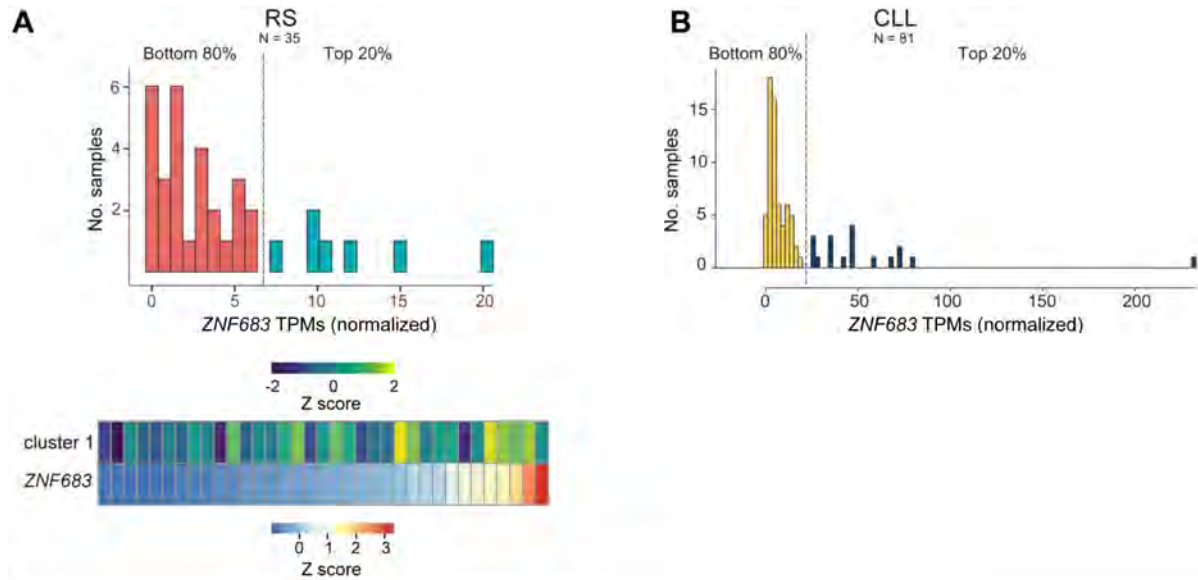 A
RS
N = 35
Bottom 80%
Top 20%
No. samples
6
4
2
0
5
10
15
20
ZNF683 TPMs (normalized)
-2
0
2
Z score
cluster 1
ZNF683
0
1
2
3
Z score
B
CLL
N = 81
Bottom 80%
Top 20%
No. samples
15
10
5
0
0
50
100
150
200
ZNF683 TPMs (normalized)